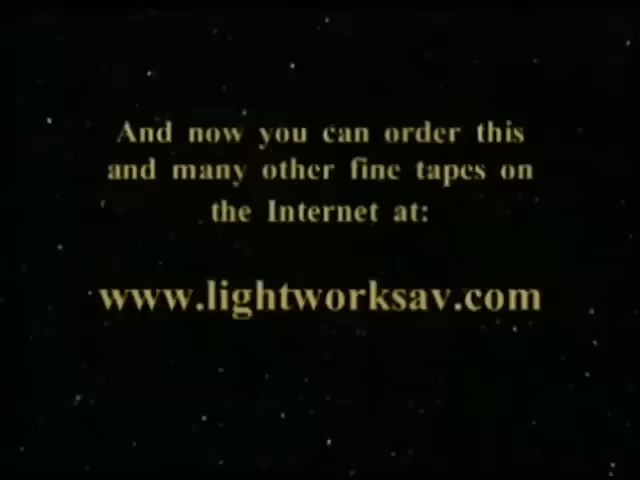 And now you can order this
and many other fine tapes on
the Internet at:
www.lightworksav.com